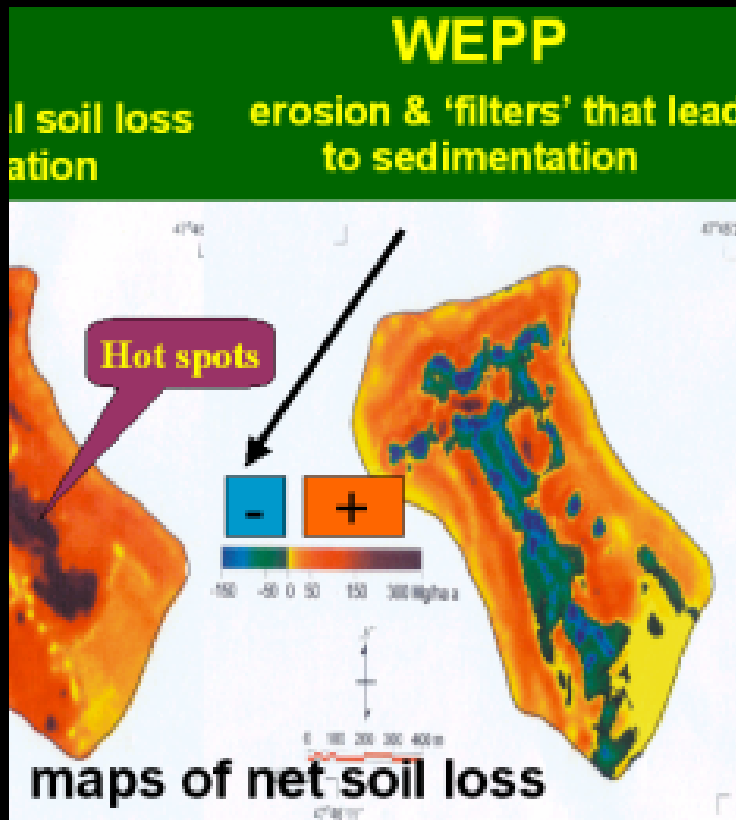 WEPP
al soil loss
ation
erosion & ‘filters’ that lead
to sedimentation
Hot spots
- +
-150 -50 0 50 150 300 Mg/ha a
0 100 200 300 400 m
maps of net soil loss